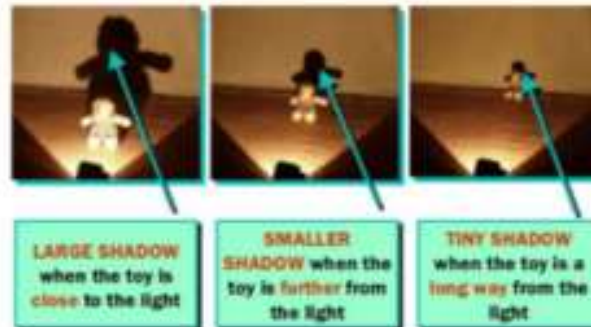 LARGE SHADOW
when the toy is
close to the light
SMALLER
SHADOW when the
toy is further from
the light
TINY SHADOW
when the toy is a
long way from the
light